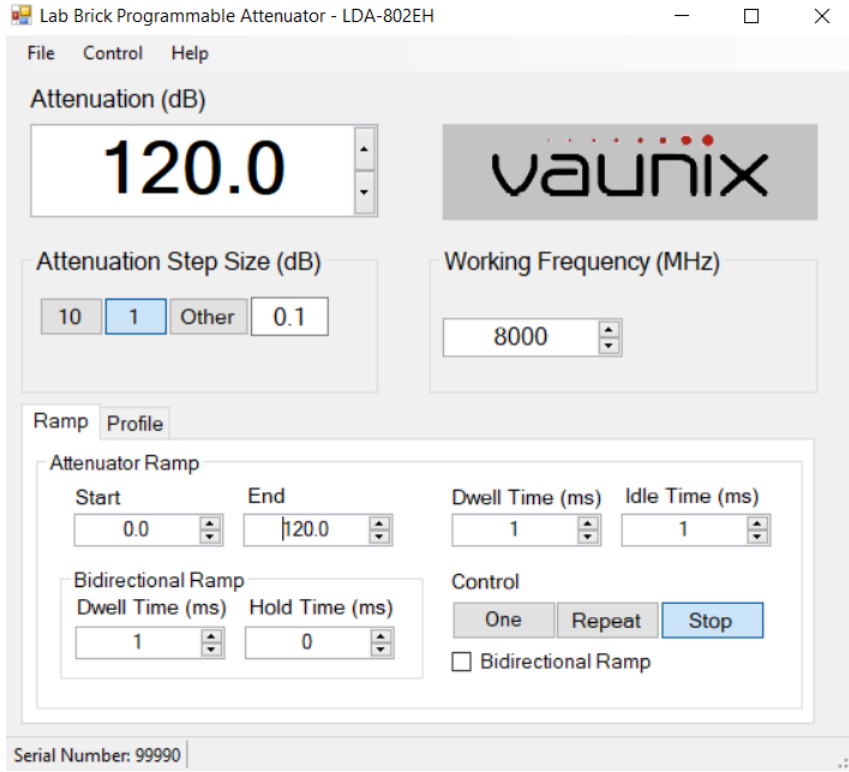 Lab Brick Programmable Attenuator - LDA-802EH
File Control Help
Attenuation (dB)
120.0
vaunix
Attenuation Step Size (dB)
10 1 Other 0.1
Working Frequency (MHz)
8000
Ramp Profile
Attenuator Ramp
Start End Dwell Time (ms) Idle Time (ms)
0.0 120.0 1 1
Bidirectional Ramp
Dwell Time (ms) Hold Time (ms)
1 0
Control
One Repeat Stop
Bidirectional Ramp
Serial Number: 99990